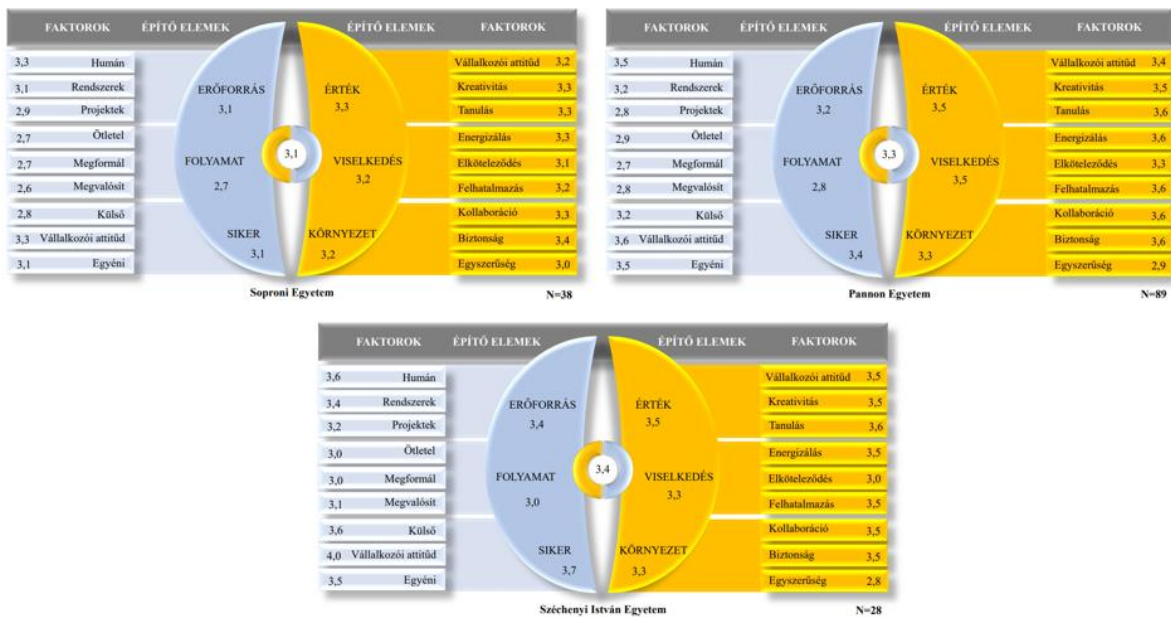 FAKTOROK ÉPÍTŐ ELEMEK ÉPÍTŐ ELEMEK FAKTOROK
3,3 Humán Vállalkozói attitűd 3,2
3,1 Rendszerek ERŐFORRÁS ÉRTÉK Kreativitás 3,3
2,9 Projektek 3,1 3,3 Tanulás 3,3
2,7 Ötletel Energizálás 3,3
2,7 Megformál FOLYAMAT 3,1 VISELKEDÉS Elköteleződés 3,1
2,6 Megvalósít 2,7 3,2 Felhatalmazás 3,2
2,8 Külső Kollaboráció 3,3
3,3 Vállalkozói attitűd SIKER KÖRNYEZET Biztonság 3,4
3,1 Egyéni 3,1 3,2 Egyszerűség 3,0
Soproni Egyetem N=38
FAKTOROK ÉPÍTŐ ELEMEK ÉPÍTŐ ELEMEK FAKTOROK
3,5 Humán Vállalkozói attitűd 3,4
3,2 Rendszerek ERŐFORRÁS ÉRTÉK Kreativitás 3,5
2,8 Projektek 3,2 3,5 Tanulás 3,6
2,9 Ötletel Energizálás 3,6
2,7 Megformál FOLYAMAT 3,3 VISELKEDÉS Elköteleződés 3,3
2,8 Megvalósít 2,8 3,5 Felhatalmazás 3,6
3,2 Külső Kollaboráció 3,6
3,6 Vállalkozói attitűd SIKER KÖRNYEZET Biztonság 3,6
3,5 Egyéni 3,4 3,3 Egyszerűség 2,9
Pannon Egyetem N=89
FAKTOROK ÉPÍTŐ ELEMEK ÉPÍTŐ ELEMEK FAKTOROK
3,6 Humán Vállalkozói attitűd 3,5
3,4 Rendszerek ERŐFORRÁS ÉRTÉK Kreativitás 3,5
3,2 Projektek 3,4 3,5 Tanulás 3,6
3,0 Ötletel Energizálás 3,5
3,0 Megformál FOLYAMAT 3,4 VISELKEDÉS Elköteleződés 3,0
3,1 Megvalósít 3,0 3,3 Felhatalmazás 3,5
3,6 Külső Kollaboráció 3,5
4,0 Vállalkozói attitűd SIKER KÖRNYEZET Biztonság 3,5
3,5 Egyéni 3,7 3,3 Egyszerűség 2,8
Széchenyi István Egyetem N=28